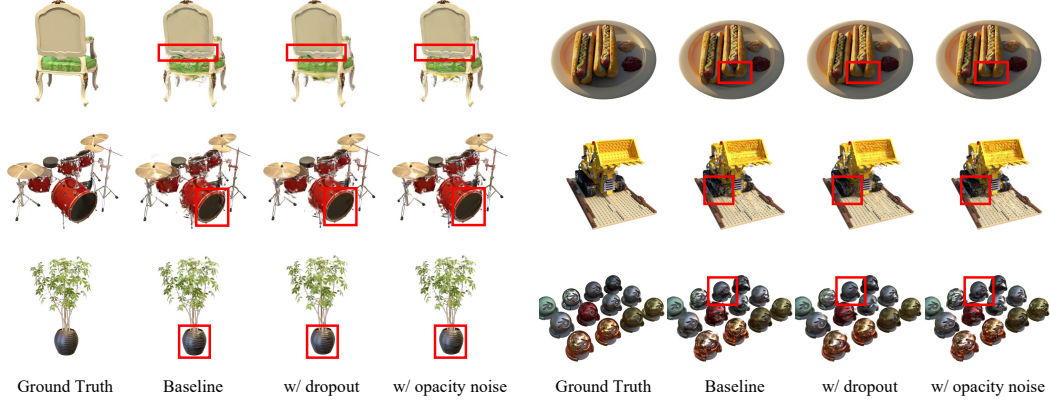 Ground Truth Baseline w/ dropout w/ opacity noise Ground Truth Baseline w/ dropout w/ opacity noise